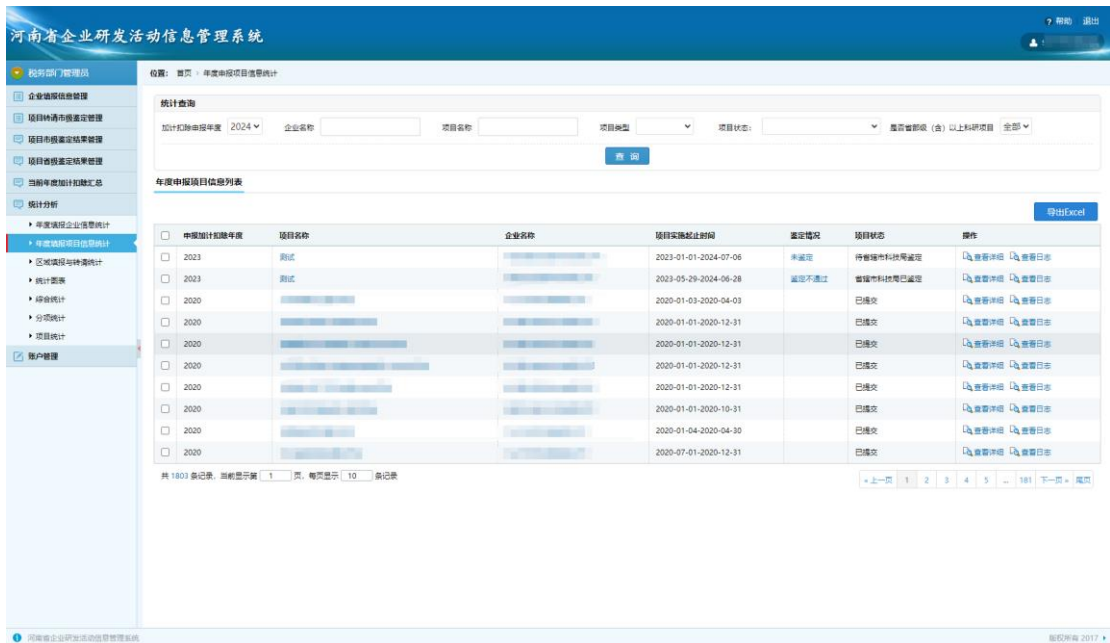 帮助 退出
河南省企业研发活动信息管理系统
税务部门管理员
位置： 首页 › 年度申报项目信息统计
企业填报信息管理
项目转请市级鉴定管理
项目市级鉴定结果管理
项目省级鉴定结果管理
当前年度加计扣除汇总
统计分析
年度填报企业信息统计
年度填报项目信息统计
区域填报与转请统计
统计图表
综合统计
分项统计
项目统计
账户管理
统计查询
加计扣除申报年度 2024 企业名称 项目名称 项目类型 项目状态： 是否省部级（含）以上科研项目 全部
查 询
年度申报项目信息列表
导出Excel
申报加计扣除年度 项目名称 企业名称 项目实施起止时间 鉴定情况 项目状态 操作
2023 测试 2023-01-01-2024-07-06 未鉴定 待省辖市科技局鉴定 查看详细 查看日志
2023 测试 2023-05-29-2024-06-28 鉴定不通过 省辖市科技局已鉴定 查看详细 查看日志
2020 2020-01-03-2020-04-03 已提交 查看详细 查看日志
2020 2020-01-01-2020-12-31 已提交 查看详细 查看日志
2020 2020-01-01-2020-12-31 已提交 查看详细 查看日志
2020 2020-01-01-2020-12-31 已提交 查看详细 查看日志
2020 2020-01-01-2020-12-31 已提交 查看详细 查看日志
2020 2020-01-01-2020-10-31 已提交 查看详细 查看日志
2020 2020-01-04-2020-04-30 已提交 查看详细 查看日志
2020 2020-07-01-2020-12-31 已提交 查看详细 查看日志
共 1803 条记录，当前显示第 1 页，每页显示 10 条记录
« 上一页 1 2 3 4 5 ... 181 下一页 » 尾页
河南省企业研发活动信息管理系统
版权所有 2017